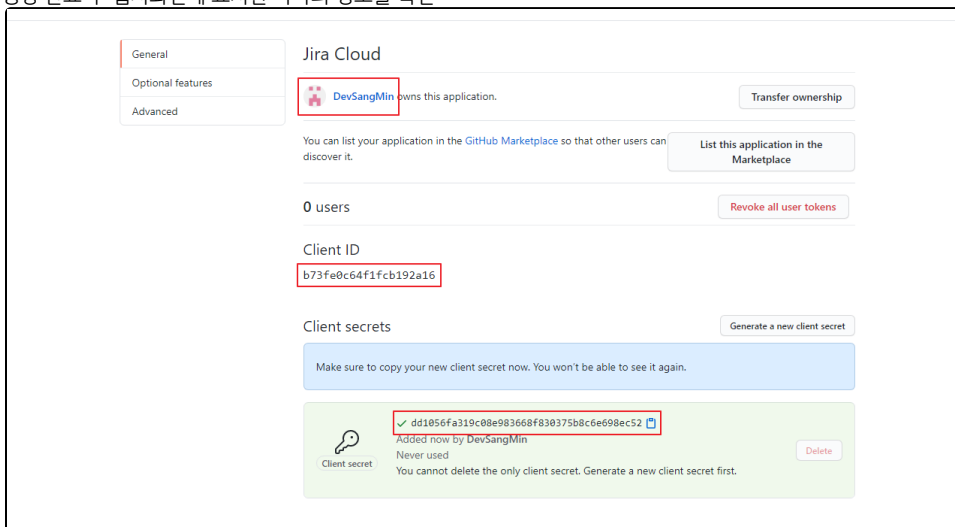 Jira Cloud
General
Optional features
Advanced
DevSangMin owns this application.
Transfer ownership
You can list your application in the GitHub Marketplace so that other users can
discover it.
List this application in the
Marketplace
0 users
Revoke all user tokens
Client ID
b73fe0c64f1fcb192a16
Client secrets
Generate a new client secret
Make sure to copy your new client secret now. You won't be able to see it again.
dd1056fa319c08e983668f830375b8c6e698ec52
Added now by DevSangMin
Never used
Client secret
You cannot delete the only client secret. Generate a new client secret first.
Delete